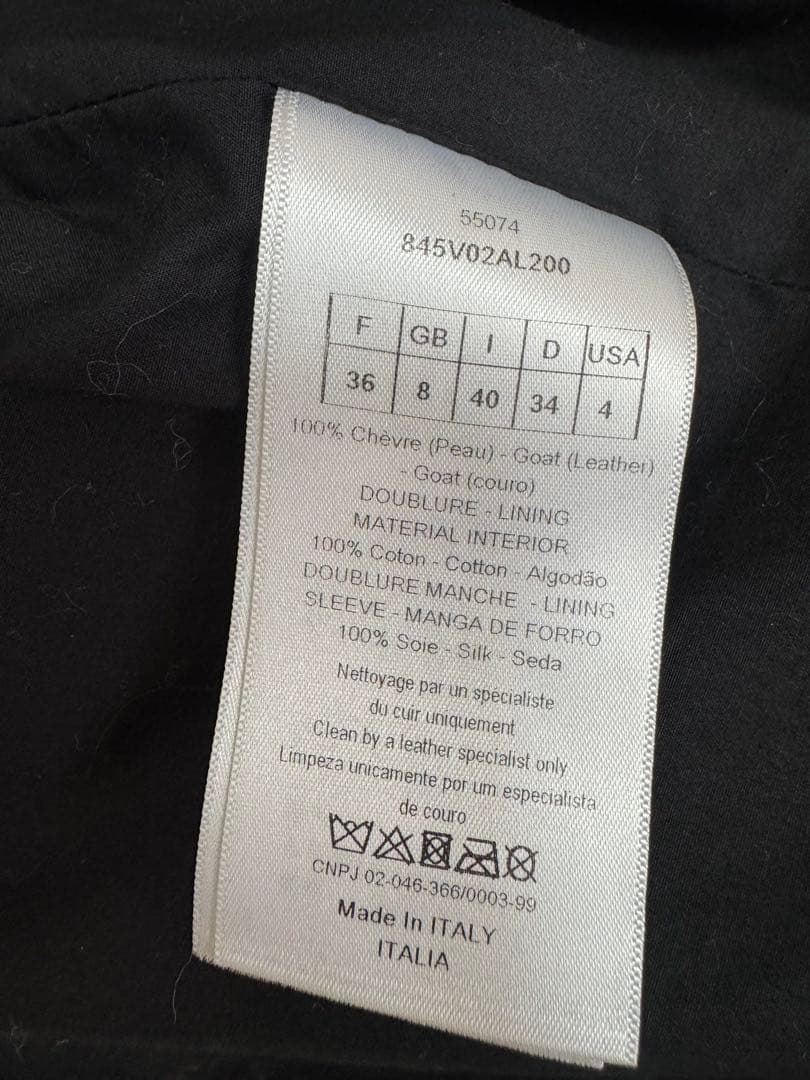 55074
845V02AL200
F GB I D USA
36 8 40 34 4
100% Chèvre (Peau) - Goat (Leather)
- Goat (couro)
DOUBLURE - LINING
MATERIAL INTERIOR
100% Coton - Cotton - Algodão
DOUBLURE MANCHE - LINING
SLEEVE - MANGA DE FORRO
100% Soie - Silk - Seda
Nettoyage par un spécialiste
du cuir uniquement
Clean by a leather specialist only
Limpeza unicamente por um especialista
de couro
CNPJ 02-046-366/0003-99
Made In ITALY
ITALIA